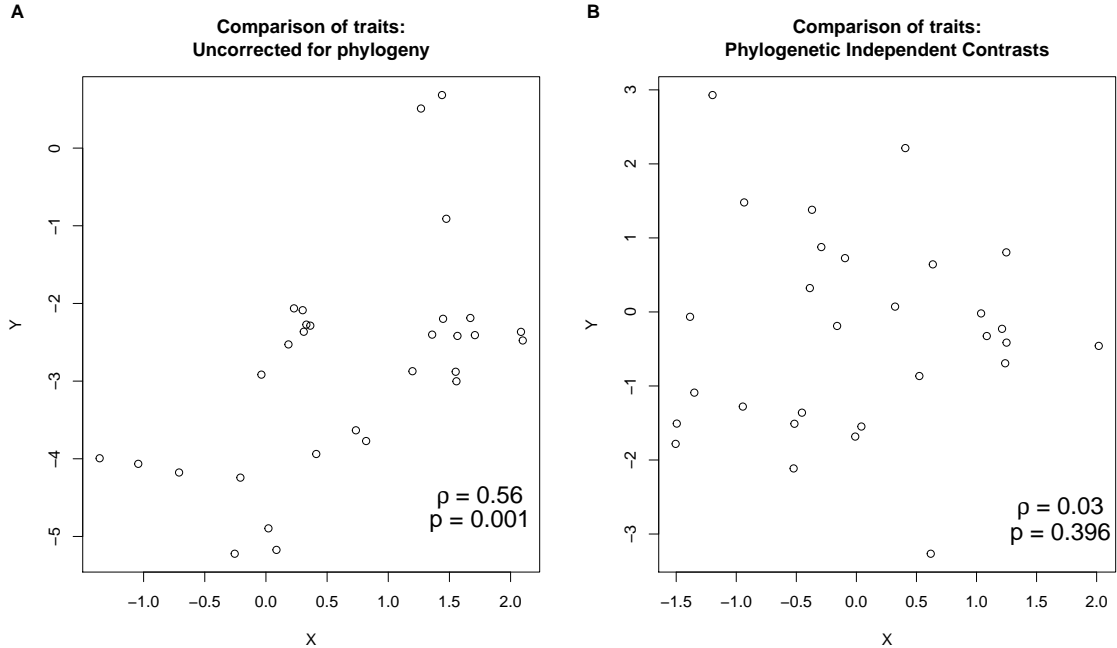 A
Comparison of traits:
Uncorrected for phylogeny
0
−1
−2
−3
−4
−5
Y
ρ = 0.56
p = 0.001
−1.0 −0.5 0.0 0.5 1.0 1.5 2.0
X
B
Comparison of traits:
Phylogenetic Independent Contrasts
3
2
1
0
−1
−2
−3
Y
ρ = 0.03
p = 0.396
−1.5 −1.0 −0.5 0.0 0.5 1.0 1.5 2.0
X